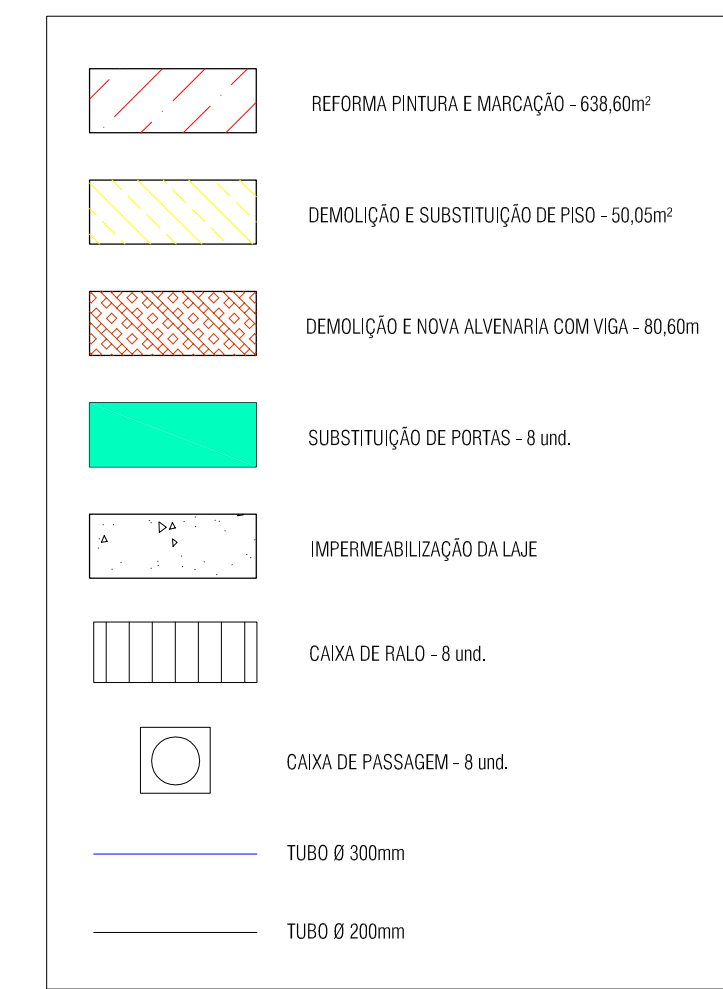 REFORMA PINTURA E MARCAÇÃO - 638,60m²
DEMOLIÇÃO E SUBSTITUIÇÃO DE PISO - 50,05m²
DEMOLIÇÃO E NOVA ALVENARIA COM VIGA - 80,60m
SUBSTITUIÇÃO DE PORTAS - 8 und.
IMPERMEABILIZAÇÃO DA LAJE
CAIXA DE RALO - 8 und.
CAIXA DE PASSAGEM - 8 und.
TUBO Ø 300mm
TUBO Ø 200mm